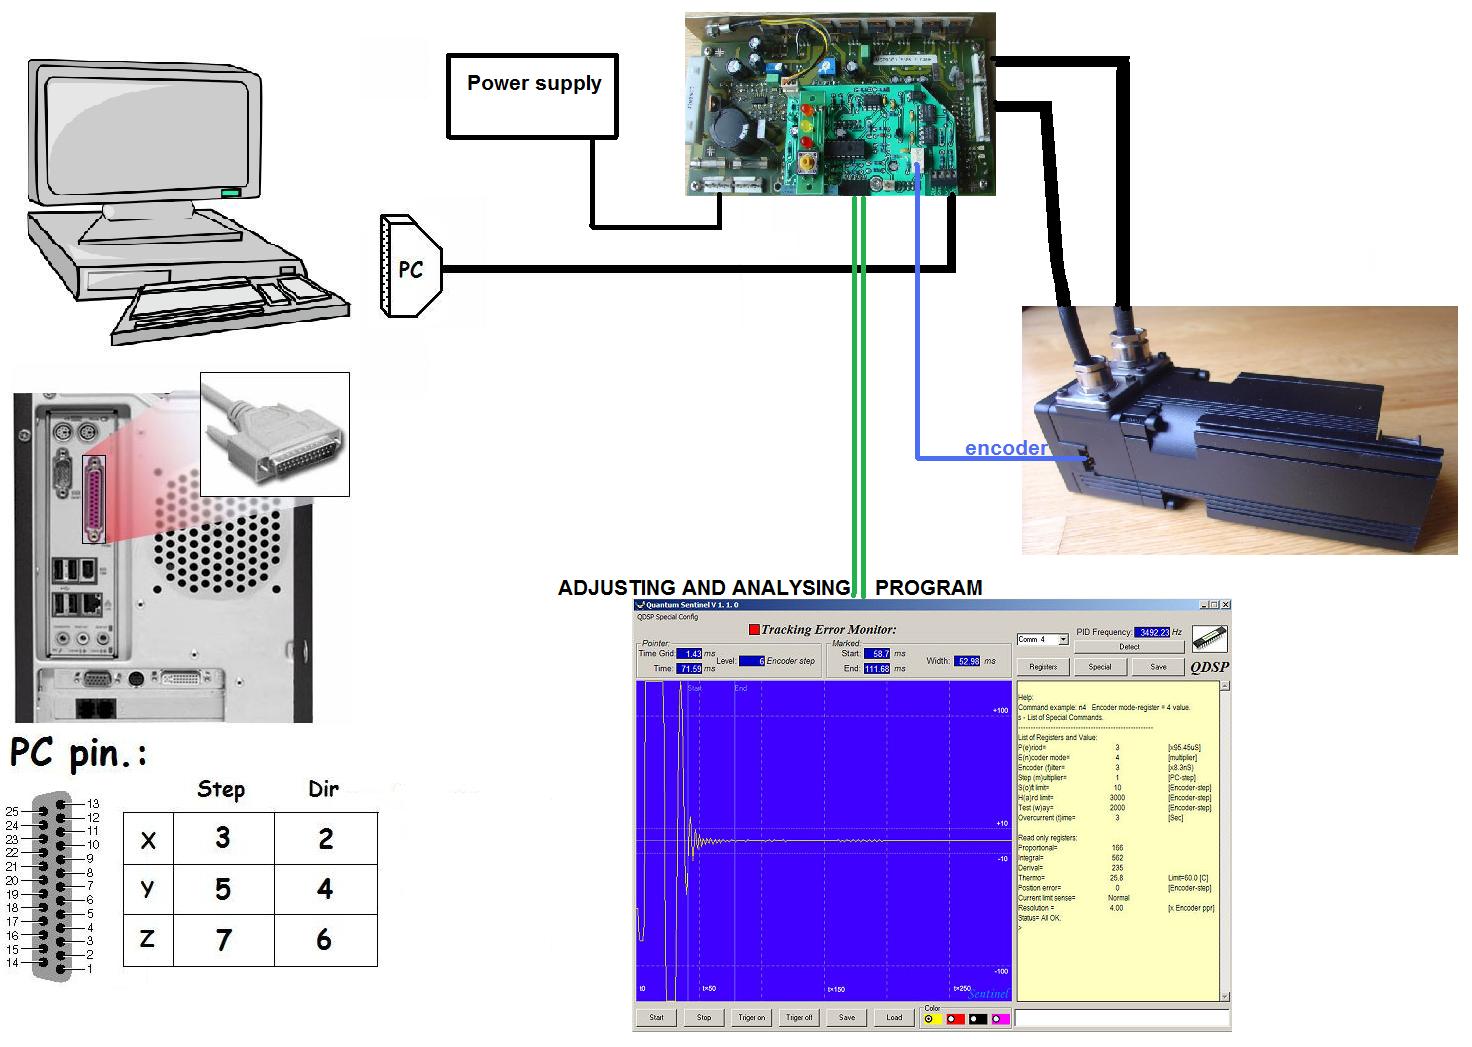 Power supply
PC
encoder
ADJUSTING AND ANALYSING PROGRAM
Quantum Sentinel V 1. 1. 0
QDSP Special Config
Tracking Error Monitor:
Pointer:
Time Grid: 1.43 ms
Time: 71.59 ms
Level: 6 Encoder step
Marked:
Start: 58.7 ms
End: 111.68 ms
Width: 52.98 ms
Comm 4
PID Frequency: 3492.23 Hz
Detect
Registers Special Save QDSP
Start End
+100
+10
-10
-100
t0 t=50 t=150 t=250
Sentinel
Help:
Command example: n4 Encoder mode-register = 4 value.
s - List of Special Commands.
List of Registers and Value:
P(e)riod= 3 [x95.45uS]
E(n)coder mode= 4 [multiplier]
Encoder (f)ilter= 3 [x8.3nS)
Step (m)ultiplier= 1 [PC-step]
S(o)ft limit= 10 [Encoder-step]
H(a)rd limit= 3000 [Encoder-step]
Test (w)ay= 2000 [Encoder-step]
Overcurrent (t)ime= 3 [Sec]
Read only registers:
Proportional= 166
Integral= 562
Derival= 235
Thermo= 25.8 Limit=60.0 [C]
Position error= 0 [Encoder-step]
Current limit sense= Normal
Resolution = 4.00 [x Encoder ppr]
Status= All OK.
>
Start Stop Triger on Triger off Save Load
Color
PC pin.:
Step Dir
X 3 2
Y 5 4
Z 7 6
13
25
12
24
11
23
10
22
9
21
8
20
7
19
6
18
5
17
4
16
3
15
2
14
1